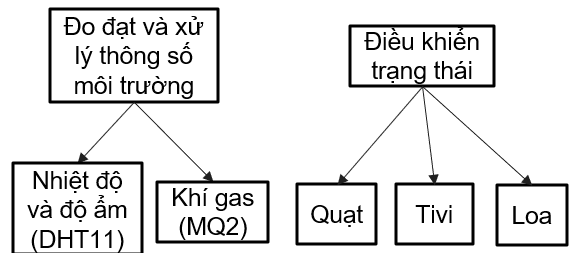 Đo đạt và xử
lý thông số
môi trường
Điều khiển
trạng thái
Nhiệt độ
và độ ẩm
(DHT11)
Khí gas
(MQ2)
Quạt
Tivi
Loa